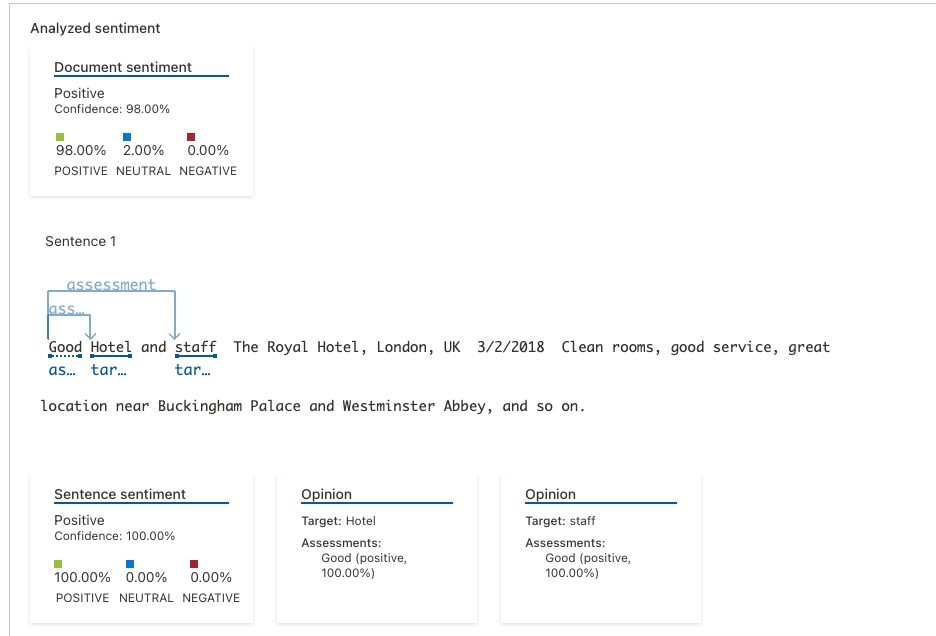 Analyzed sentiment
Document sentiment
Positive
Confidence: 98.00%
98.00% 2.00% 0.00%
POSITIVE NEUTRAL NEGATIVE
Sentence 1
assessment
ass…
Good Hotel and staff The Royal Hotel, London, UK 3/2/2018 Clean rooms, good service, great
as… tar… tar…
location near Buckingham Palace and Westminster Abbey, and so on.
Sentence sentiment
Positive
Confidence: 100.00%
100.00% 0.00% 0.00%
POSITIVE NEUTRAL NEGATIVE
Opinion
Target: Hotel
Assessments:
Good (positive,
100.00%)
Opinion
Target: staff
Assessments:
Good (positive,
100.00%)